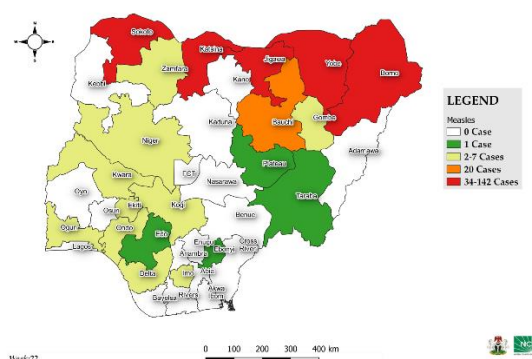 Sokoto
Katsina
Jigawa
Yobe
Borno
Zamfara
Kebbi
Kano
Kaduna
Bauchi
Gombe
Adamawa
Niger
Plateau
FCT
Kwara
Nasarawa
Taraba
Oyo
Ekiti
Kogi
Benue
Osun
Ondo
Edo
Ogun
Lagos
Enugu
Ebonyi
Cross
River
Anambra
Delta
Imo
Abia
Akwa
Ibom
Bayelsa
Rivers
LEGEND
Measles
0 Case
1 Case
2-7 Cases
20 Cases
34-142 Cases
0 100 200 300 400 km